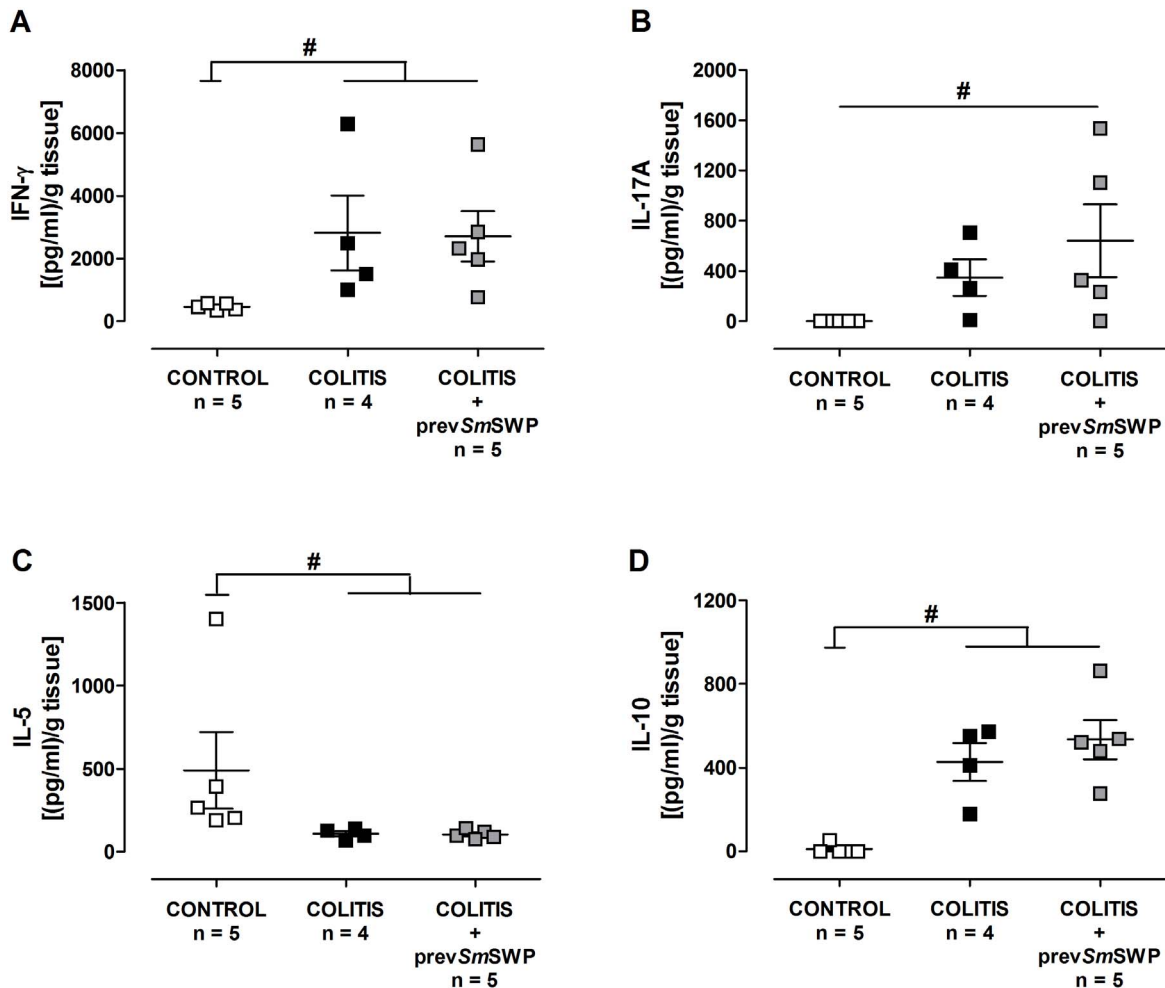 A
#
IFN-γ
[(pg/ml)/g tissue]
8000
6000
4000
2000
0
CONTROL
n = 5
COLITIS
n = 4
COLITIS
+
prevSmSWP
n = 5
B
#
IL-17A
[(pg/ml)/g tissue]
2000
1600
1200
800
400
0
CONTROL
n = 5
COLITIS
n = 4
COLITIS
+
prevSmSWP
n = 5
C
#
IL-5
[(pg/ml)/g tissue]
1500
1000
500
0
CONTROL
n = 5
COLITIS
n = 4
COLITIS
+
prevSmSWP
n = 5
D
#
IL-10
[(pg/ml)/g tissue]
1200
800
400
0
CONTROL
n = 5
COLITIS
n = 4
COLITIS
+
prevSmSWP
n = 5